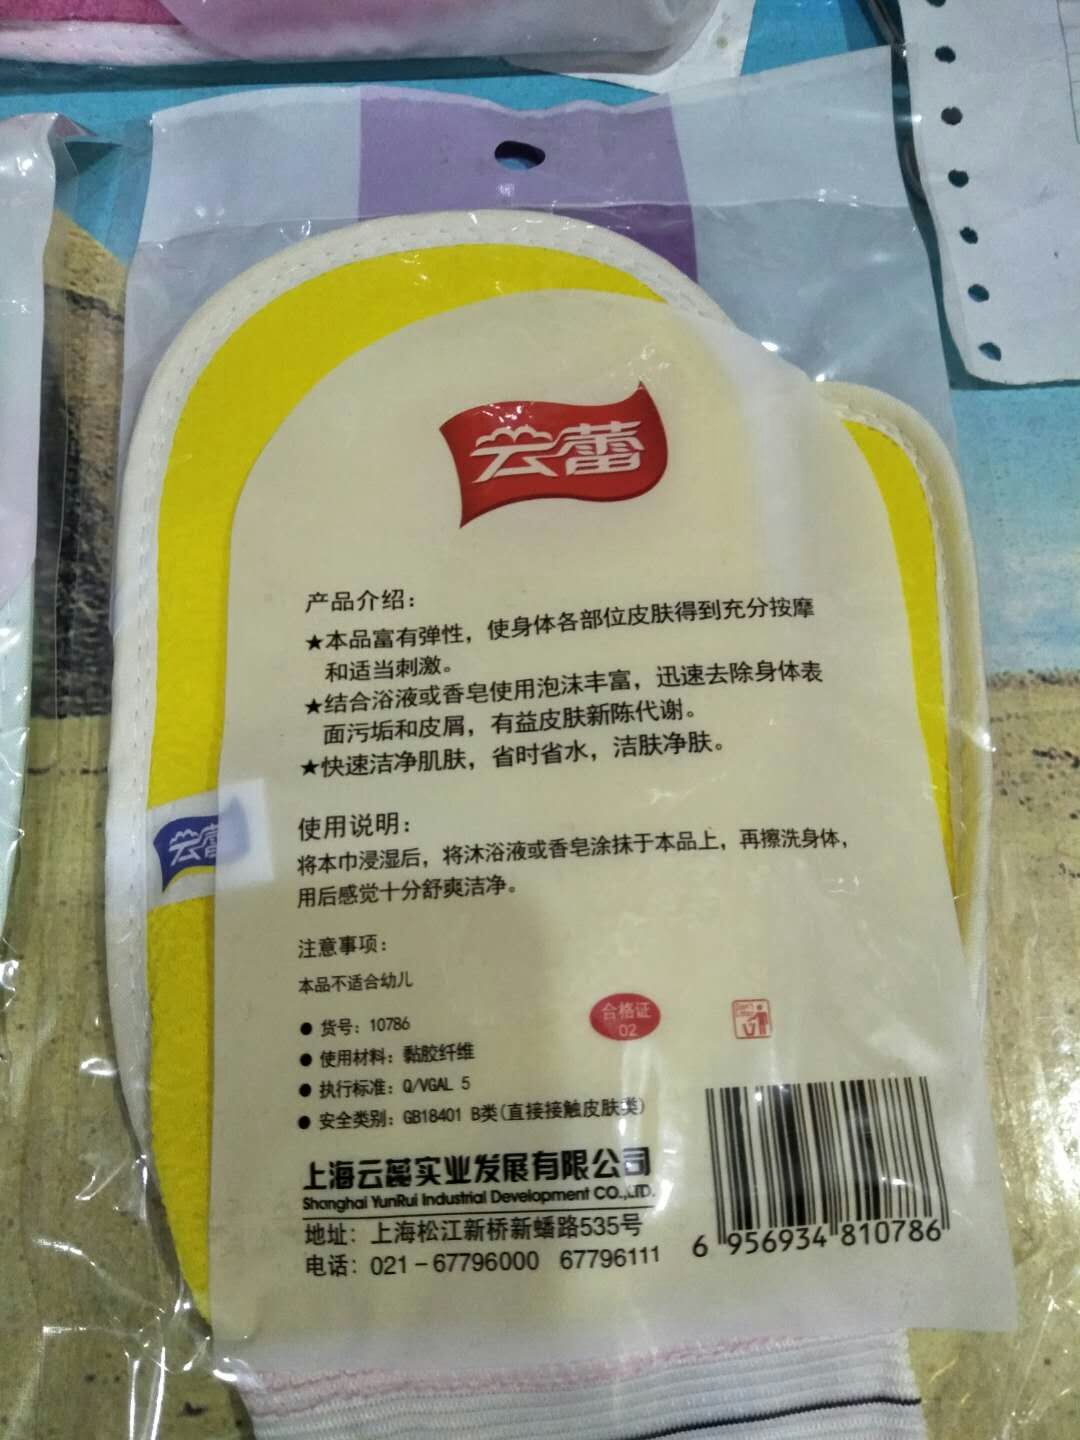 云蕾
产品介绍：
★本品富有弹性，使身体各部位皮肤得到充分按摩
和适当刺激。
★结合浴液或香皂使用泡沫丰富，迅速去除身体表
面污垢和皮屑，有益皮肤新陈代谢。
★快速洁净肌肤，省时省水，洁肤净肤。
云蕾
使用说明：
将本巾浸湿后，将沐浴液或香皂涂抹于本品上，再擦洗身体，
用后感觉十分舒爽洁净。
注意事项：
本品不适合幼儿
合格证
02
● 货号：10786
● 使用材料：黏胶纤维
● 执行标准：Q/VGAL 5
● 安全类别：GB18401 B类(直接接触皮肤类)
上海云蕊实业发展有限公司
Shanghai YunRui Industrial Development CO.,LTD.
地址：上海松江新桥新蟠路535号
电话：021-67796000 67796111
6 956934 810786